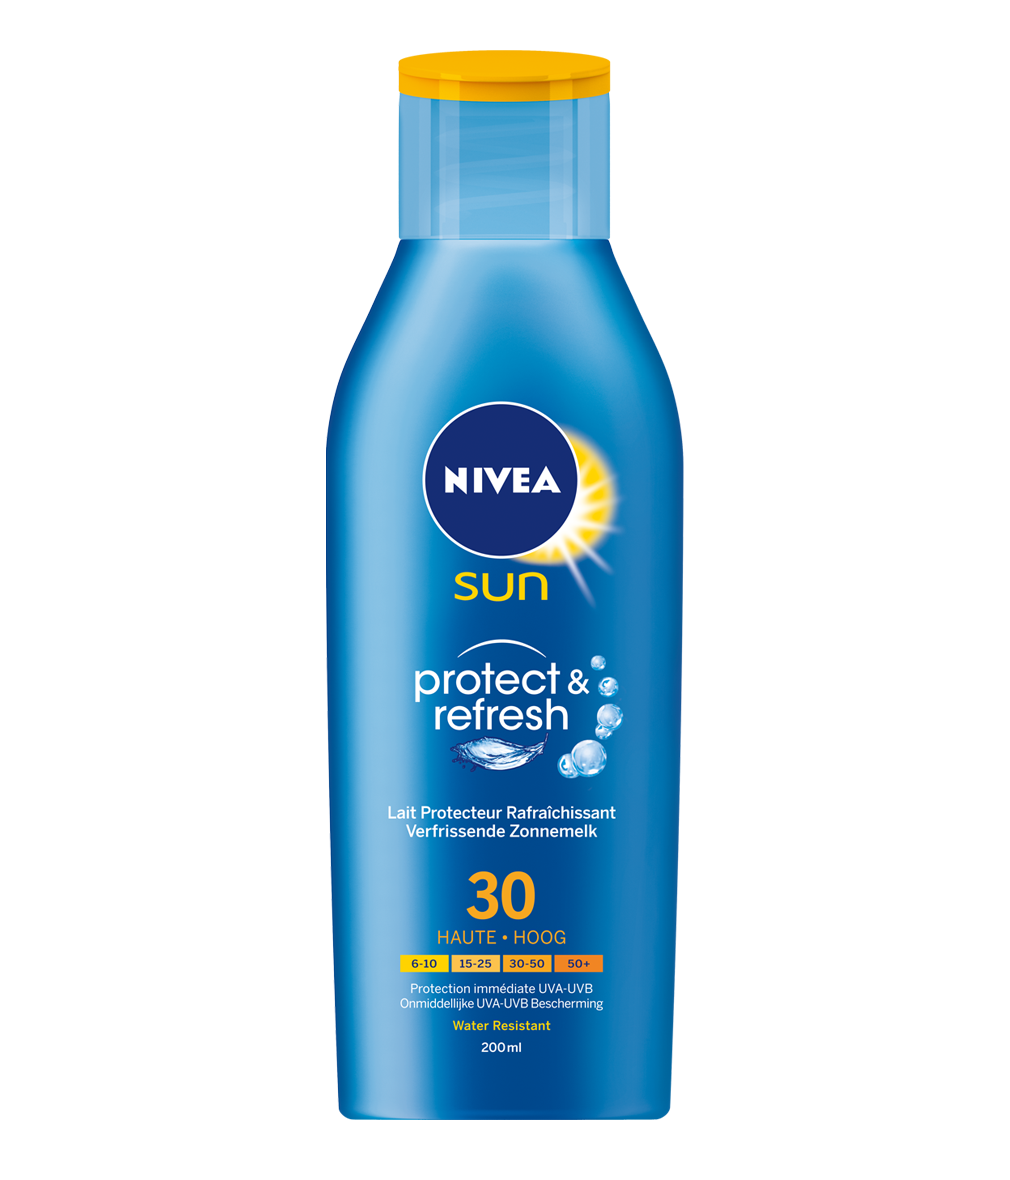 NIVEA
sun
protect &
refresh
Lait Protecteur Rafraîchissant
Verfrissende Zonnemelk
30
HAUTE • HOOG
6-10 15-25 30-50 50+
Protection immédiate UVA-UVB
Onmiddellijke UVA-UVB Bescherming
Water Resistant
200ml